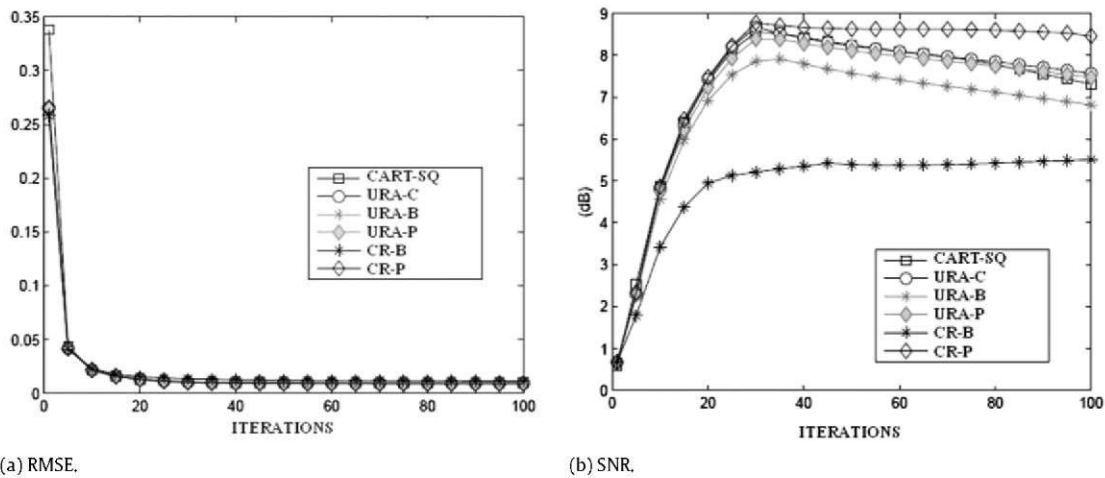 0.35
0.3
0.25
0.2
0.15
0.1
0.05
0
0 20 40 60 80 100
ITERATIONS
CART-SQ
URA-C
URA-B
URA-P
CR-B
CR-P
(a) RMSE.
9
8
7
6
5
4
3
2
1
0
(dB)
0 20 40 60 80 100
ITERATIONS
CART-SQ
URA-C
URA-B
URA-P
CR-B
CR-P
(b) SNR.